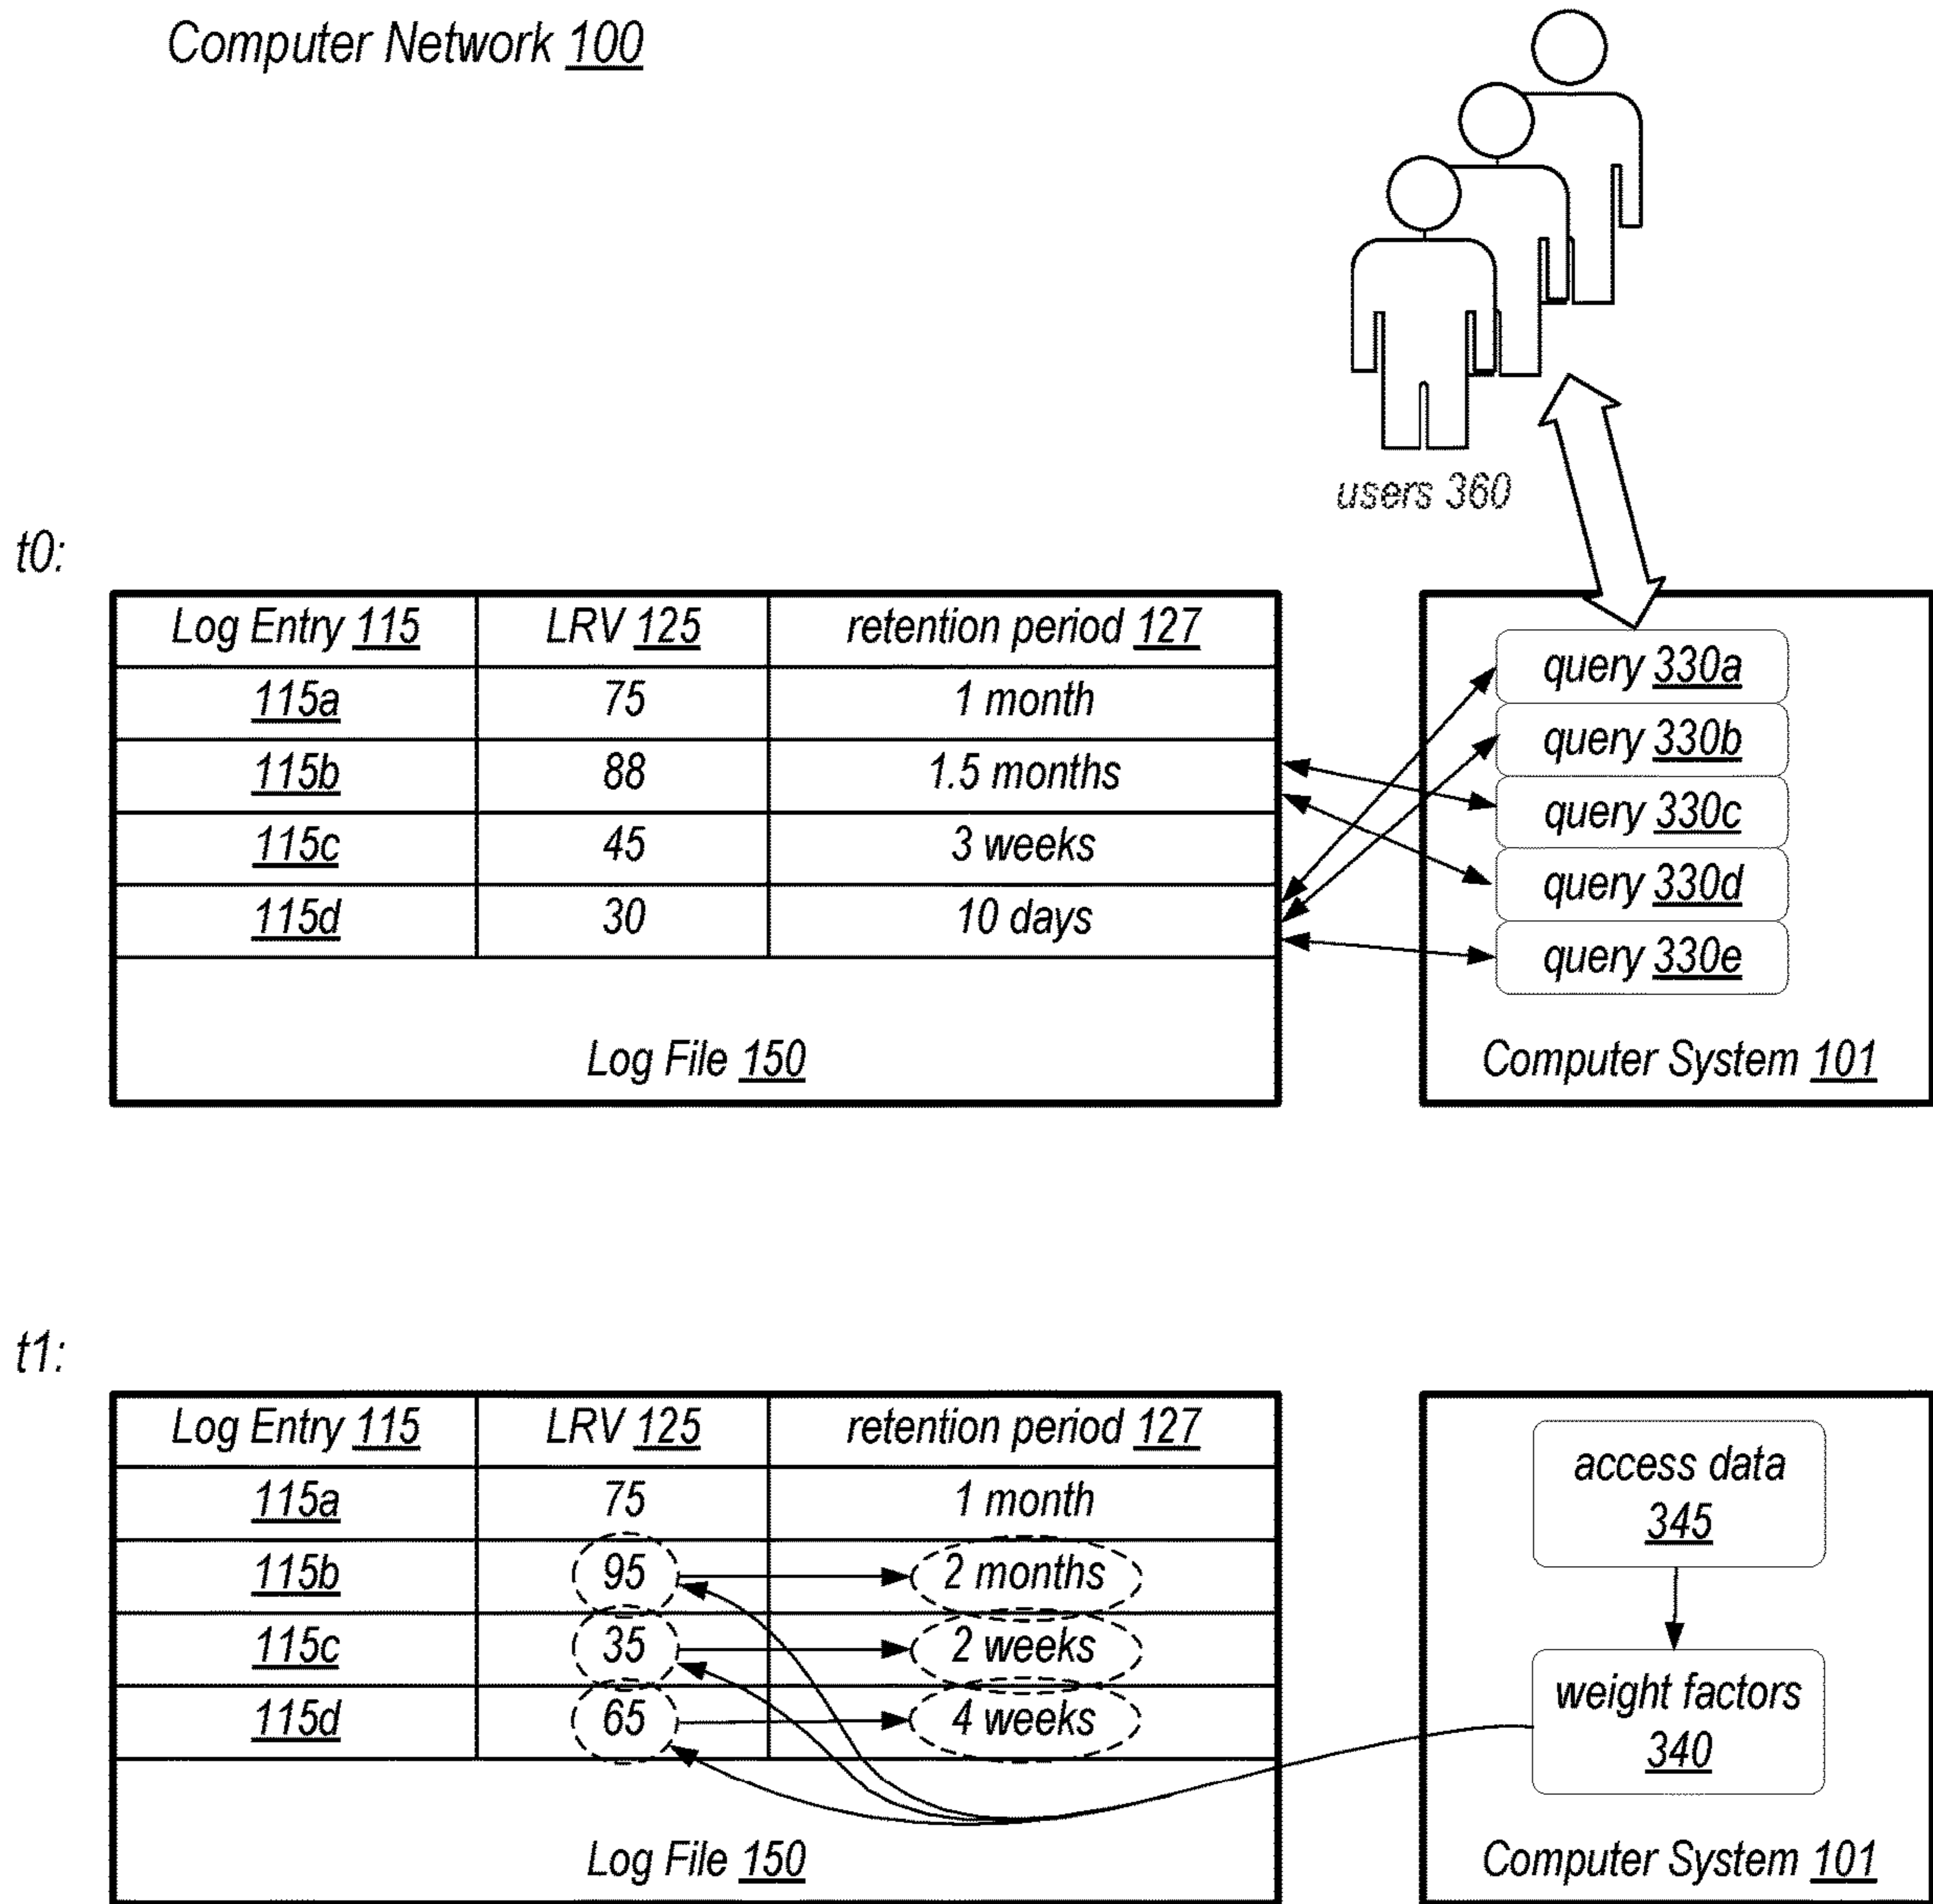 Computer Network 100
users 360
t0:
Log Entry 115 LRV 125 retention period 127
115a 75 1 month
115b 88 1.5 months
115c 45 3 weeks
115d 30 10 days
Log File 150
query 330a
query 330b
query 330c
query 330d
query 330e
Computer System 101
t1:
Log Entry 115 LRV 125 retention period 127
115a 75 1 month
115b 95 2 months
115c 35 2 weeks
115d 65 4 weeks
Log File 150
access data
345
weight factors
340
Computer System 101